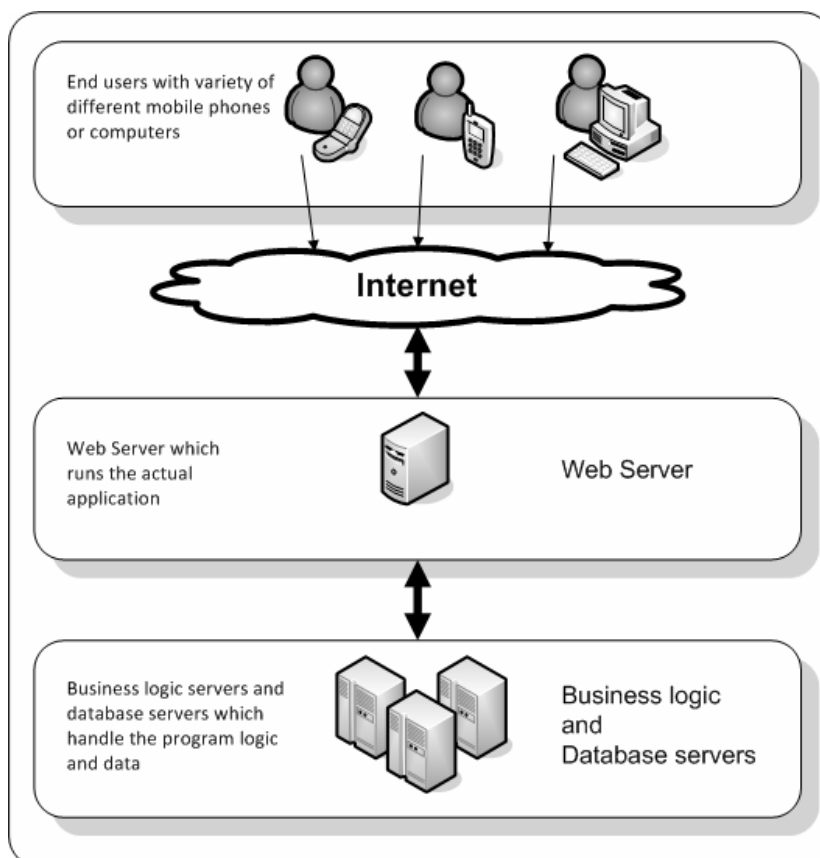 End users with variety of
different mobile phones
or computers
Internet
Web Server which
runs the actual
application
Web Server
Business logic servers and
database servers which
handle the program logic
and data
Business logic
and
Database servers